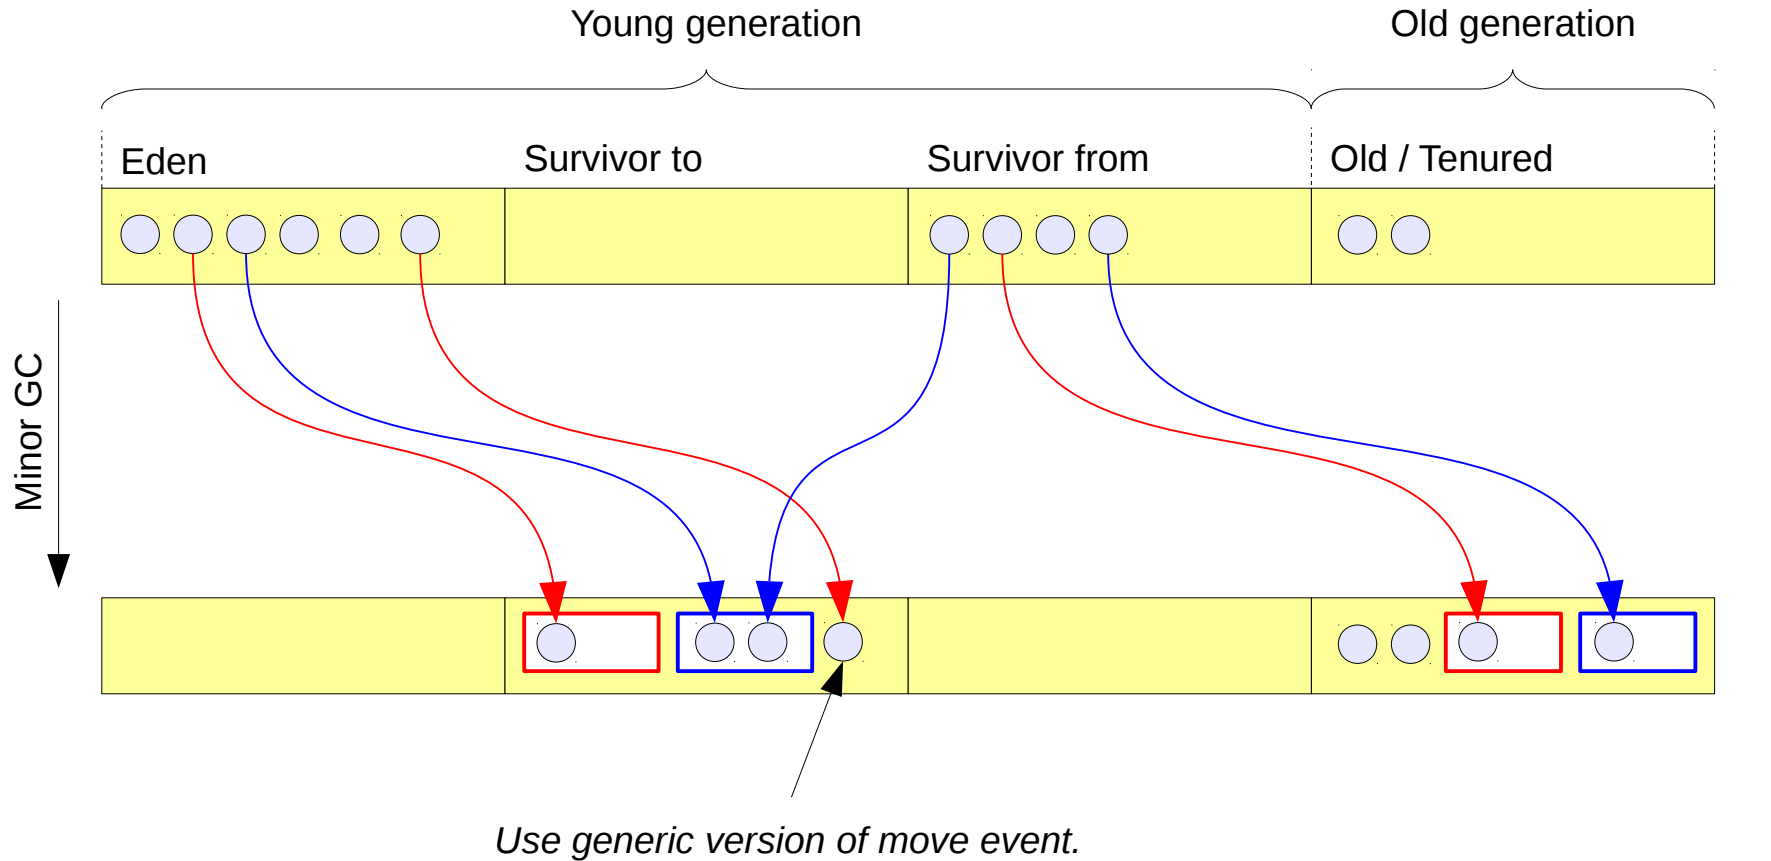 Young generation
Old generation
Eden
Survivor to
Survivor from
Old / Tenured
Minor GC
Use generic version of move event.